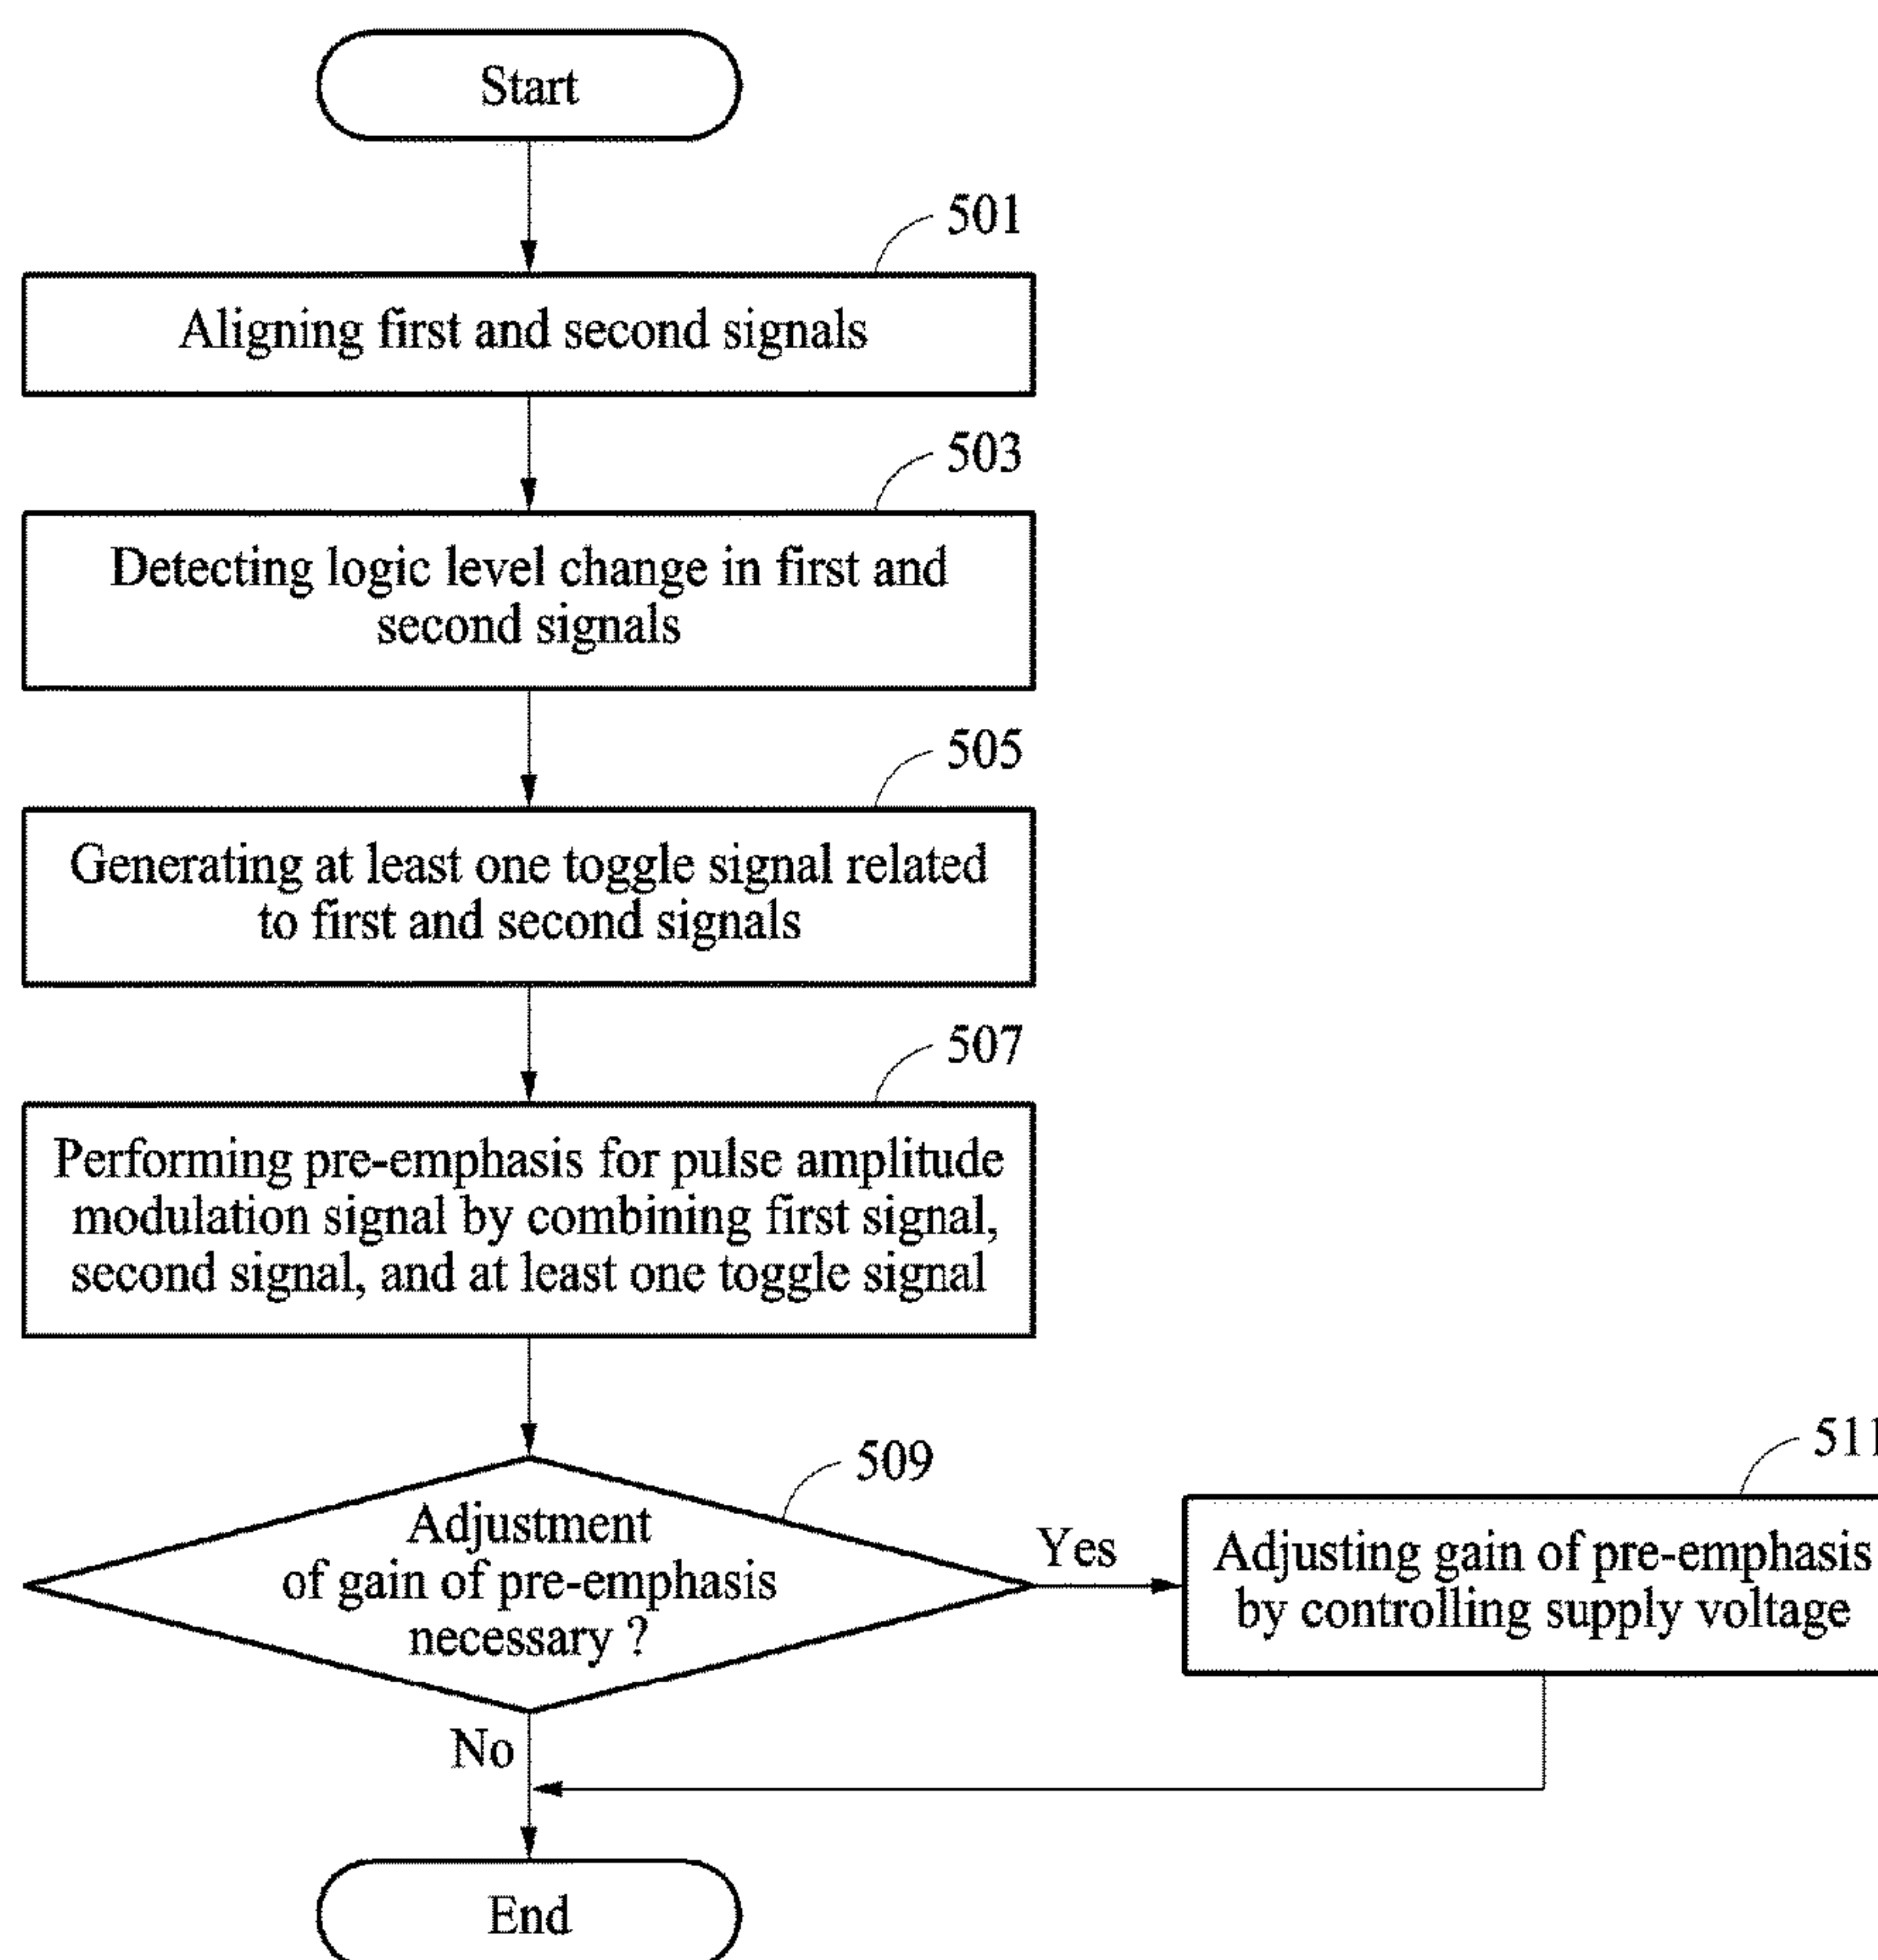 Start
501
Aligning first and second signals
503
Detecting logic level change in first and
second signals
505
Generating at least one toggle signal related
to first and second signals
507
Performing pre-emphasis for pulse amplitude
modulation signal by combining first signal,
second signal, and at least one toggle signal
509
Adjustment
of gain of pre-emphasis
necessary ?
Yes
511
Adjusting gain of pre-emphasis
by controlling supply voltage
No
End